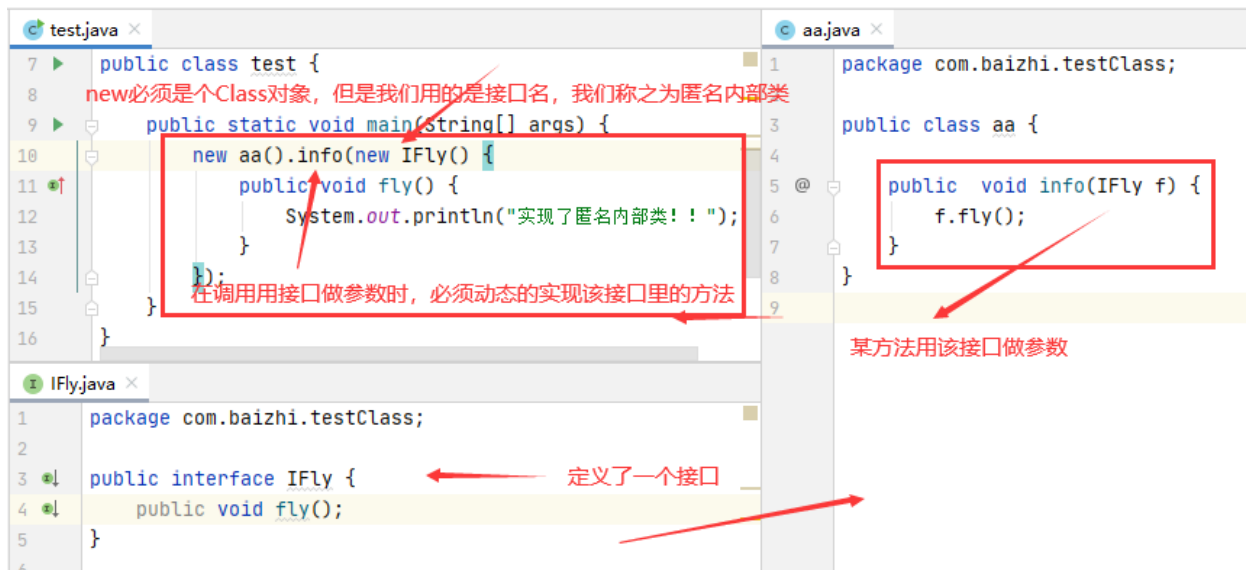 test.java
7 public class test {
8
new必须是个Class对象，但是我们用的是接口名，我们称之为匿名内部类
9 public static void main(String[] args) {
10 new aa().info(new IFly() {
11 public void fly() {
12 System.out.println("实现了匿名内部类！！");
13 }
14 });
在调用用接口做参数时，必须动态的实现该接口里的方法
15 }
16 }
IFly.java
1 package com.baizhi.testClass;
2
3 public interface IFly {
定义了一个接口
4 public void fly();
5 }
aa.java
1 package com.baizhi.testClass;
3 public class aa {
4
5 @ public void info(IFly f) {
6 f.fly();
7 }
8 }
9
某方法用该接口做参数